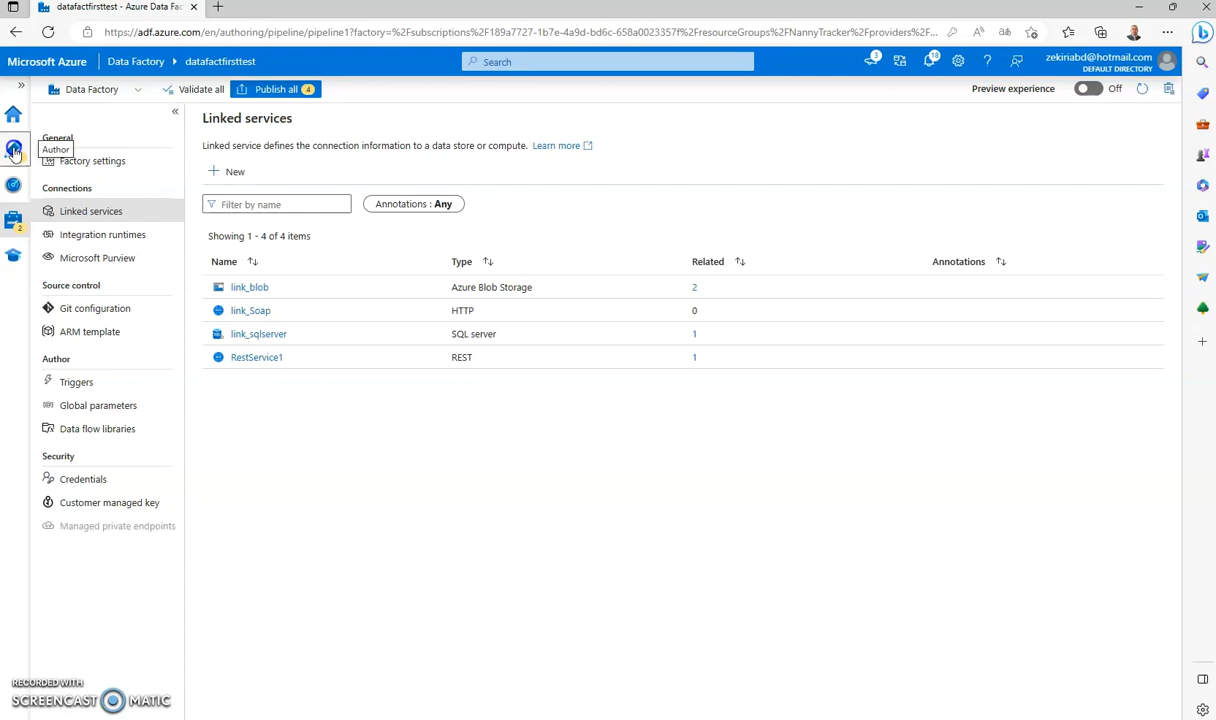 datafactfirsttest - Azure Data Fac
https://adf.azure.com/en/authoring/pipeline/pipeline1?factory=%2Fsubscriptions%2F189a7727-1b7e-4a9d-bd6c-658a0023357f%2FresourceGroups%2FNannyTracker%2Fproviders%2F...
Microsoft Azure
Data Factory
datafactfirsttest
Search
3
18
zekiriabd@hotmail.com
DEFAULT DIRECTORY
Data Factory
Validate all
Publish all 4
Preview experience
Off
General
Author
Factory settings
Connections
Linked services
Integration runtimes
Microsoft Purview
Source control
Git configuration
ARM template
Author
Triggers
Global parameters
Data flow libraries
Security
Credentials
Customer managed key
Managed private endpoints
2
Linked services
Linked service defines the connection information to a data store or compute. Learn more
New
Filter by name
Annotations : Any
Showing 1 - 4 of 4 items
Name Type Related Annotations
link_blob Azure Blob Storage 2
link_Soap HTTP 0
link_sqlserver SQL server 1
RestService1 REST 1
RECORDED WITH
SCREENCAST MATIC